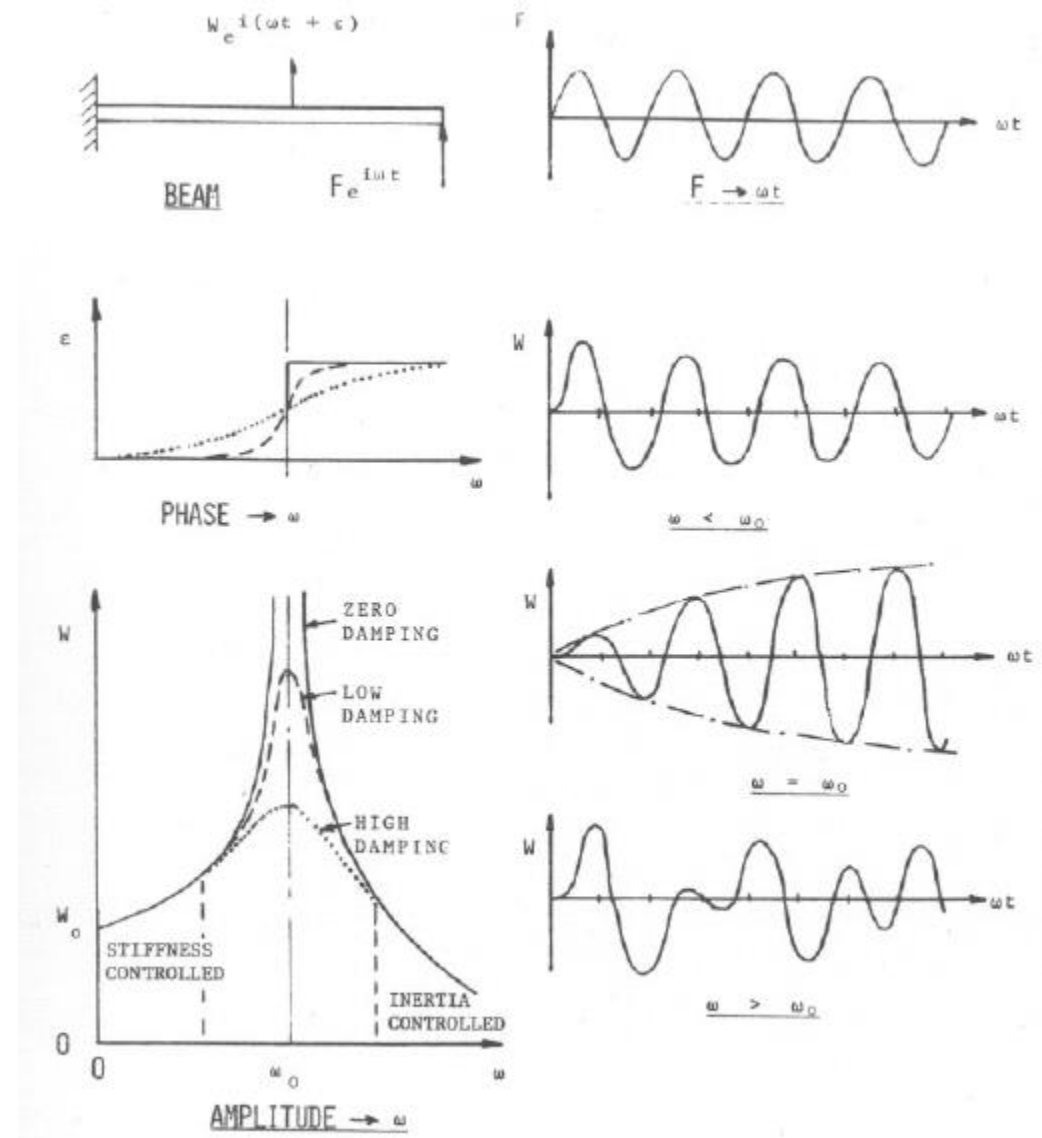 W e i(ωt + ε)
F e iωt
BEAM
F
ωt
F → ωt
ε
ω
PHASE → ω
W
ωt
ω < ω0
W
ZERO
DAMPING
LOW
DAMPING
HIGH
DAMPING
W0
STIFFNESS
CONTROLLED
INERTIA
CONTROLLED
0
0
ω0
ω
AMPLITUDE → ω
W
ωt
ω = ω0
W
ωt
ω > ω0